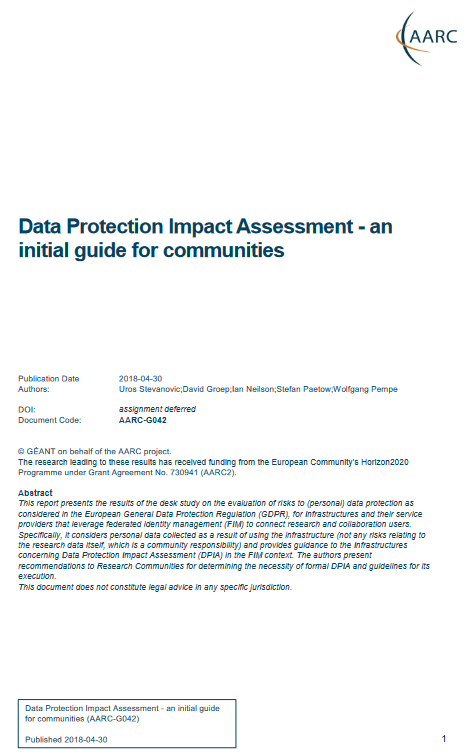 AARC
Data Protection Impact Assessment - an
initial guide for communities
Publication Date 2018-04-30
Authors: Uros Stevanovic;David Groep;Ian Neilson;Stefan Paetow;Wolfgang Pempe
DOI: assignment deferred
Document Code: AARC-G042
© GÉANT on behalf of the AARC project.
The research leading to these results has received funding from the European Community's Horizon2020
Programme under Grant Agreement No. 730941 (AARC2).
Abstract
This report presents the results of the desk study on the evaluation of risks to (personal) data protection as
considered in the European General Data Protection Regulation (GDPR), for Infrastructures and their service
providers that leverage federated identity management (FIM) to connect research and collaboration users.
Specifically, it considers personal data collected as a result of using the infrastructure (not any risks relating to
the research data itself, which is a community responsibility) and provides guidance to the Infrastructures
concerning Data Protection Impact Assessment (DPIA) in the FIM context. The authors present
recommendations to Research Communities for determining the necessity of formal DPIA and guidelines for its
execution.
This document does not constitute legal advice in any specific jurisdiction.
Data Protection Impact Assessment - an initial guide
for communities (AARC-G042)
Published 2018-04-30
1